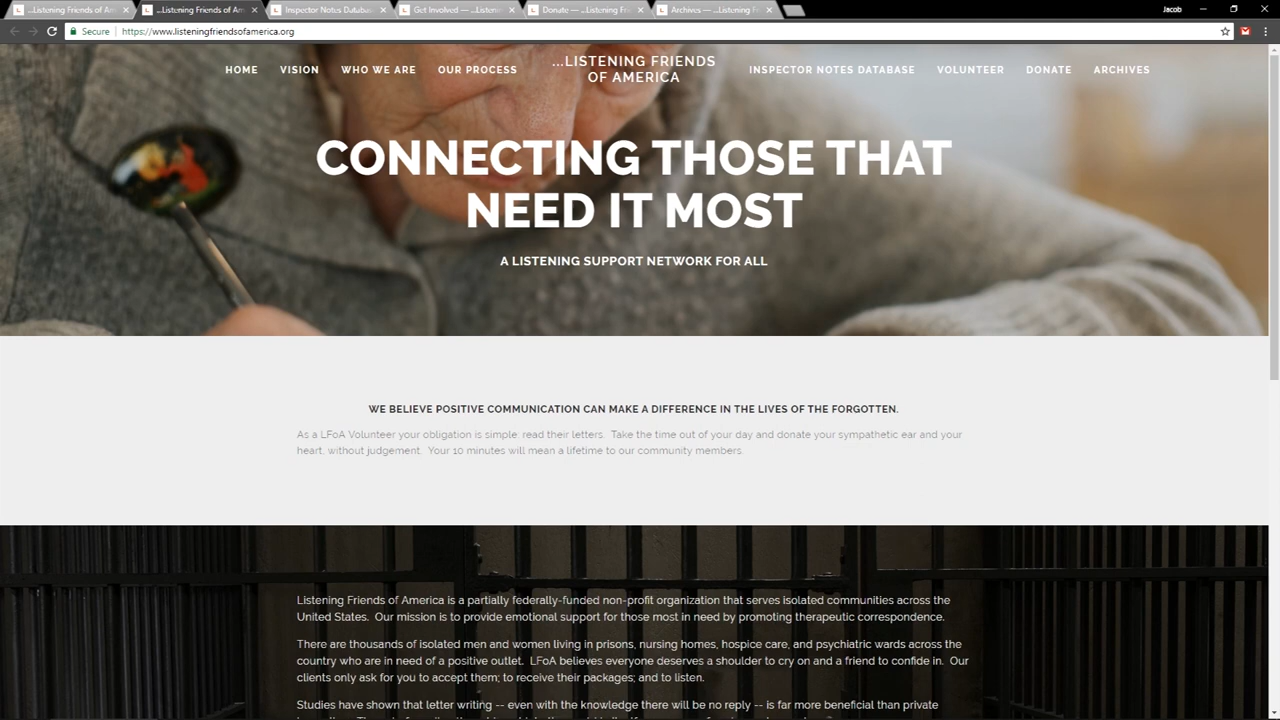 ...Listening Friends of Am
...Listening Friends of Am
Inspector Notes Databa
Get Involved — ...Listenin
Donate — ...Listening Fri
Archives — ...Listening Fr
Jacob
Secure
https://www.listeningfriendsofamerica.org
HOME
VISION
WHO WE ARE
OUR PROCESS
...LISTENING FRIENDS
OF AMERICA
INSPECTOR NOTES DATABASE
VOLUNTEER
DONATE
ARCHIVES
CONNECTING THOSE THAT
NEED IT MOST
A LISTENING SUPPORT NETWORK FOR ALL
WE BELIEVE POSITIVE COMMUNICATION CAN MAKE A DIFFERENCE IN THE LIVES OF THE FORGOTTEN.
As a LFoA Volunteer your obligation is simple: read their letters. Take the time out of your day and donate your sympathetic ear and your
heart, without judgement. Your 10 minutes will mean a lifetime to our community members.
Listening Friends of America is a partially federally-funded non-profit organization that serves isolated communities across the
United States. Our mission is to provide emotional support for those most in need by promoting therapeutic correspondence.
There are thousands of isolated men and women living in prisons, nursing homes, hospice care, and psychiatric wards across the
country who are in need of a positive outlet. LFoA believes everyone deserves a shoulder to cry on and a friend to confide in. Our
clients only ask for you to accept them; to receive their packages; and to listen.
Studies have shown that letter writing -- even with the knowledge there will be no reply -- is far more beneficial than private